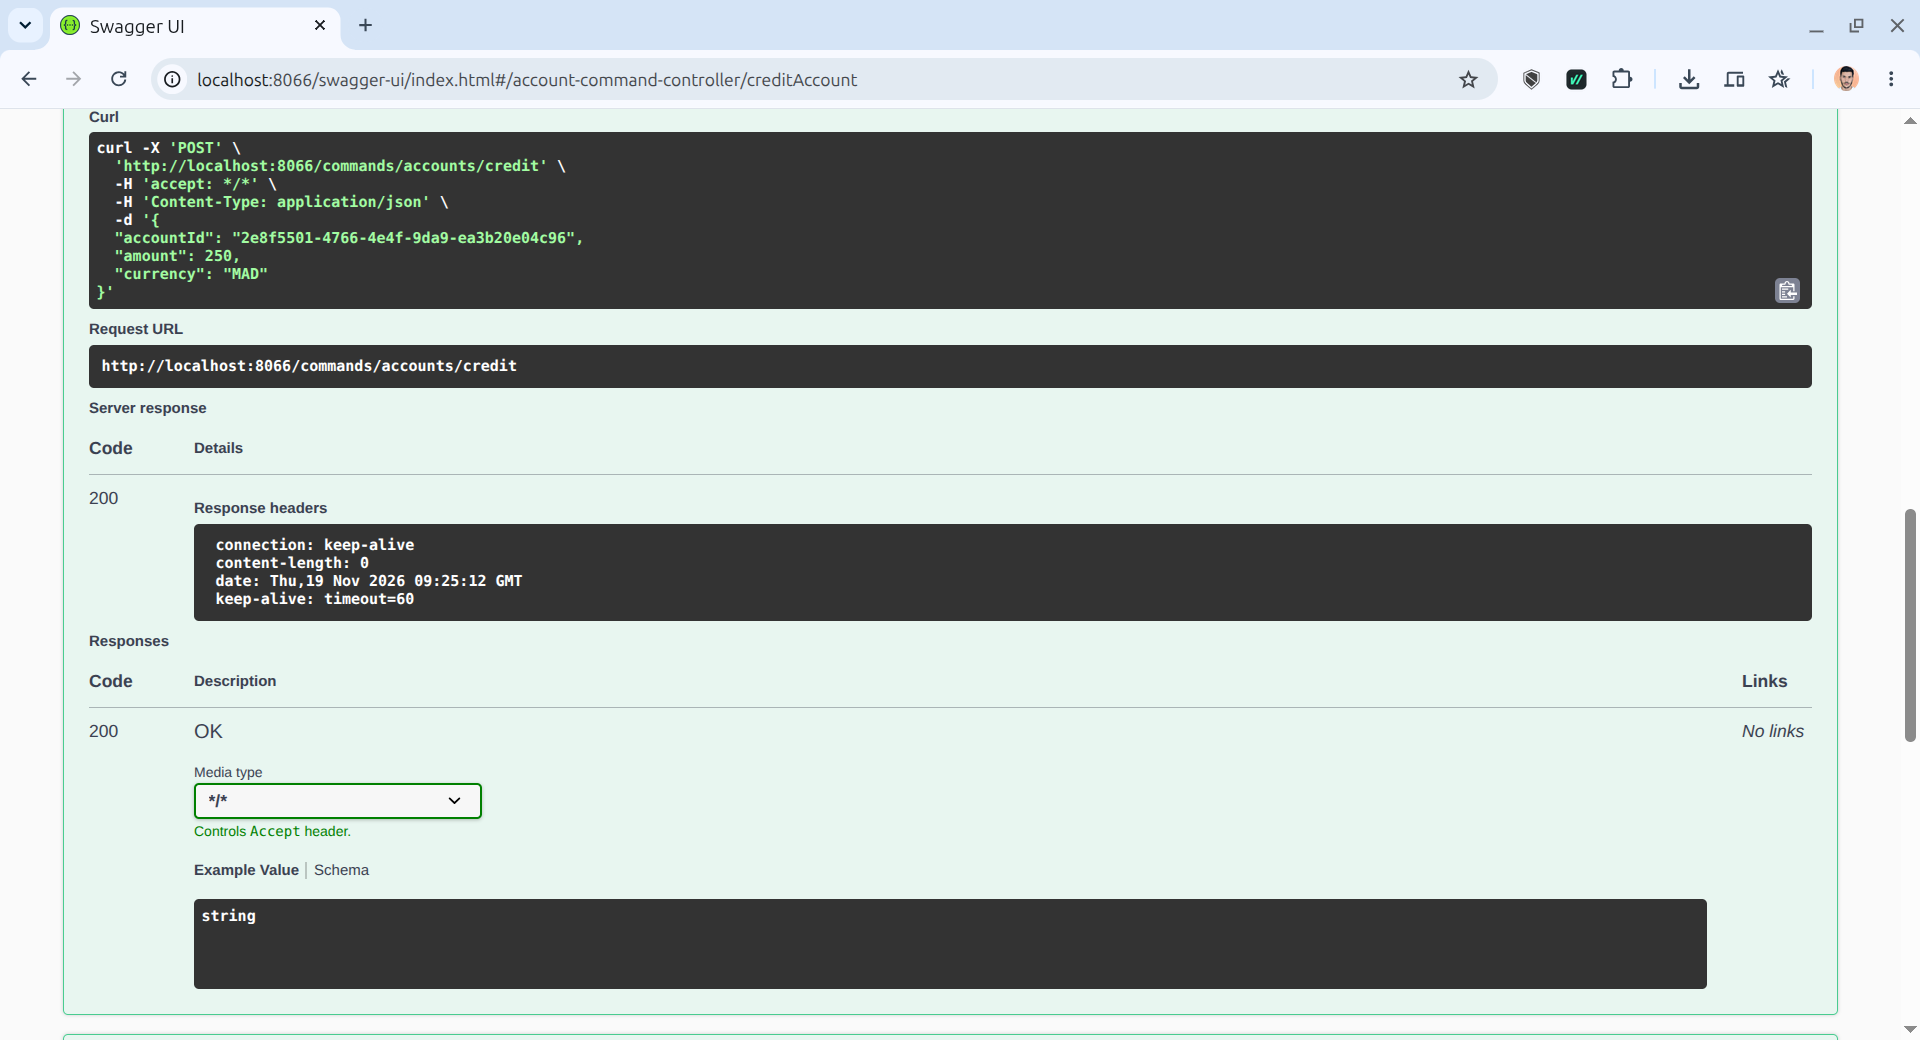 Swagger UI
localhost:8066/swagger-ui/index.html#/account-command-controller/creditAccount
Curl
curl -X 'POST' \
  'http://localhost:8066/commands/accounts/credit' \
  -H 'accept: */*' \
  -H 'Content-Type: application/json' \
  -d '{
  "accountId": "2e8f5501-4766-4e4f-9da9-ea3b20e04c96",
  "amount": 250,
  "currency": "MAD"
}'
Request URL
http://localhost:8066/commands/accounts/credit
Server response
Code Details
200
Response headers
connection: keep-alive
content-length: 0
date: Thu,19 Nov 2026 09:25:12 GMT
keep-alive: timeout=60
Responses
Code Description Links
200 OK No links
Media type
*/*
Controls Accept header.
Example Value Schema
string